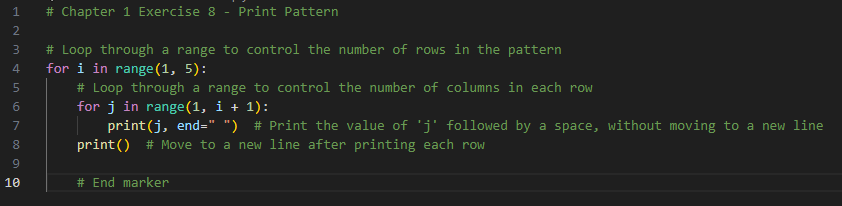 1 # Chapter 1 Exercise 8 - Print Pattern
2
3 # Loop through a range to control the number of rows in the pattern
4 for i in range(1, 5):
5     # Loop through a range to control the number of columns in each row
6     for j in range(1, i + 1):
7         print(j, end=" ")  # Print the value of 'j' followed by a space, without moving to a new line
8     print()  # Move to a new line after printing each row
9
10     # End marker